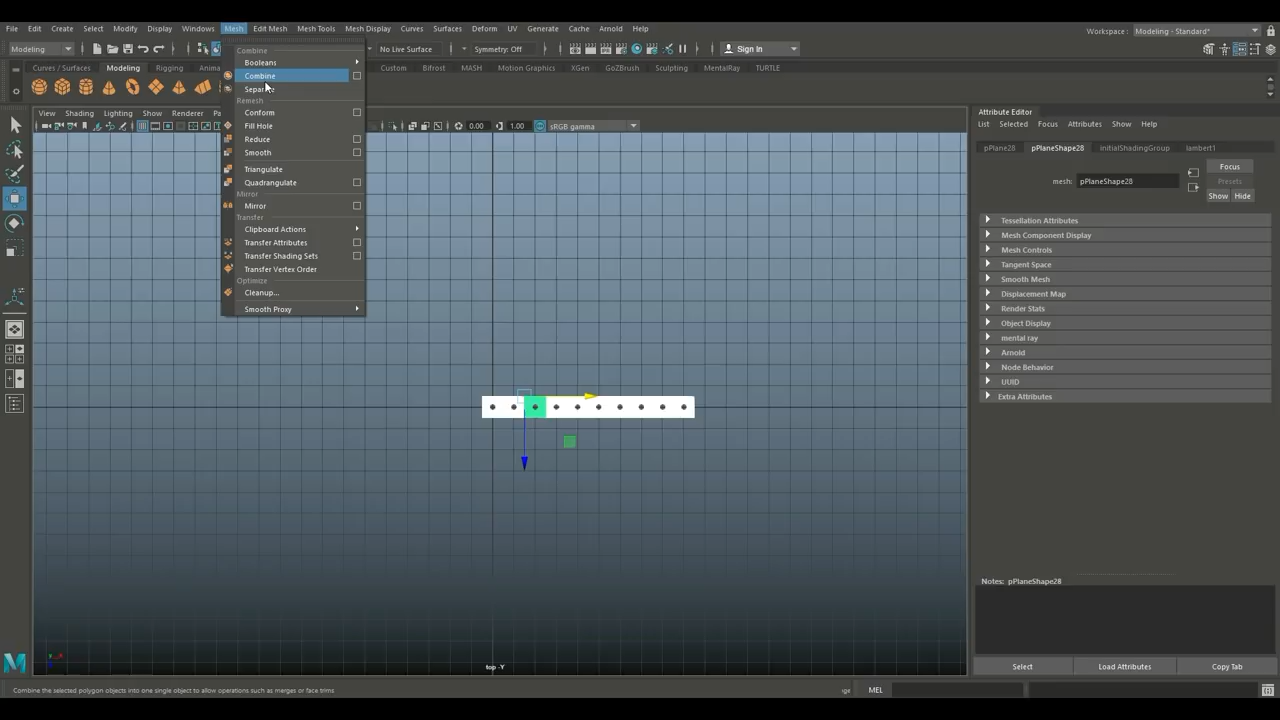 File Edit Create Select Modify Display Windows Mesh Edit Mesh Mesh Tools Mesh Display Curves Surfaces Deform UV Generate Cache Arnold Help
Workspace: Modeling - Standard*
Modeling
No Live Surface
Symmetry: Off
Sign In
Curves / Surfaces Modeling Rigging Custom Bifrost MASH Motion Graphics XGen GoZBrush Sculpting MentalRay TURTLE
View Shading Lighting Show Renderer
0.00 1.00 sRGB gamma
Combine
Booleans
Combine
Remesh
Conform
Fill Hole
Reduce
Smooth
Triangulate
Quadrangulate
Mirror
Mirror
Transfer
Clipboard Actions
Transfer Attributes
Transfer Shading Sets
Transfer Vertex Order
Optimize
Cleanup...
Smooth Proxy
top -Y
Attribute Editor
List Selected Focus Attributes Show Help
pPlane28 pPlaneShape28 initialShadingGroup lambert1
Focus
mesh: pPlaneShape28
Presets
Show Hide
Tessellation Attributes
Mesh Component Display
Mesh Controls
Tangent Space
Smooth Mesh
Displacement Map
Render Stats
Object Display
mental ray
Arnold
Node Behavior
UUID
Extra Attributes
Notes: pPlaneShape28
Select Load Attributes Copy Tab
Combine the selected polygon objects into one single object to allow operations such as merges or face trims
MEL